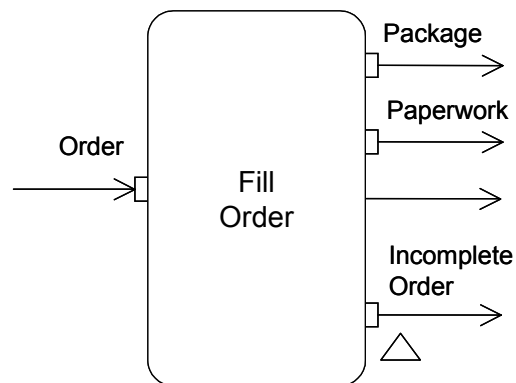 Package
Paperwork
Order
Fill
Order
Incomplete
Order